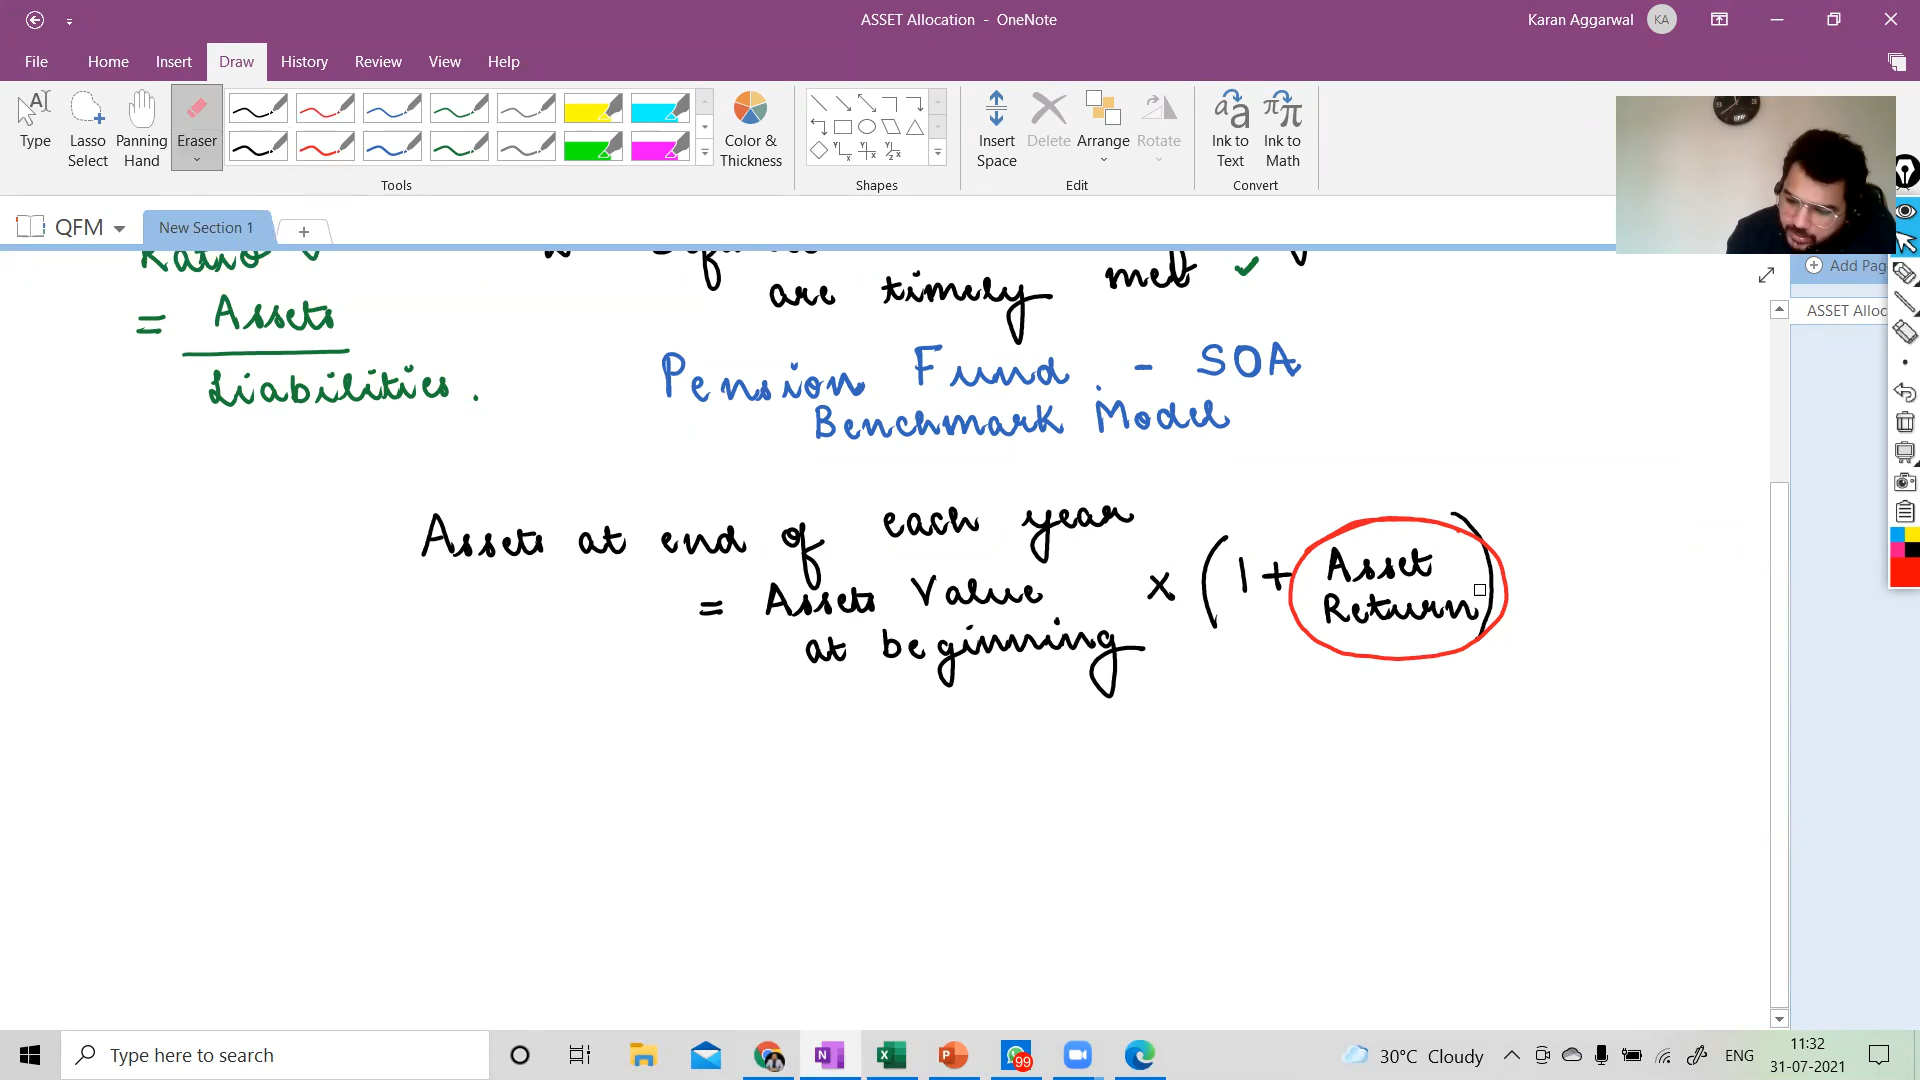 ASSET Allocation - OneNote
Karan Aggarwal KA
File Home Insert Draw History Review View Help
Type
Lasso Select
Panning Hand
Eraser
Color & Thickness
Insert Space
Delete
Arrange
Rotate
Ink to Text
Ink to Math
Tools
Shapes
Edit
Convert
QFM
New Section 1
+
Add Pag
ASSET Alloc
Ratio
= Assets
Liabilities.
are timely met ✓
Pension Fund - SOA
Benchmark Model
Assets at end of each year
= Assets Value at beginning × (1 + Asset Return)
Type here to search
99
30°C Cloudy
ENG
11:32
31-07-2021